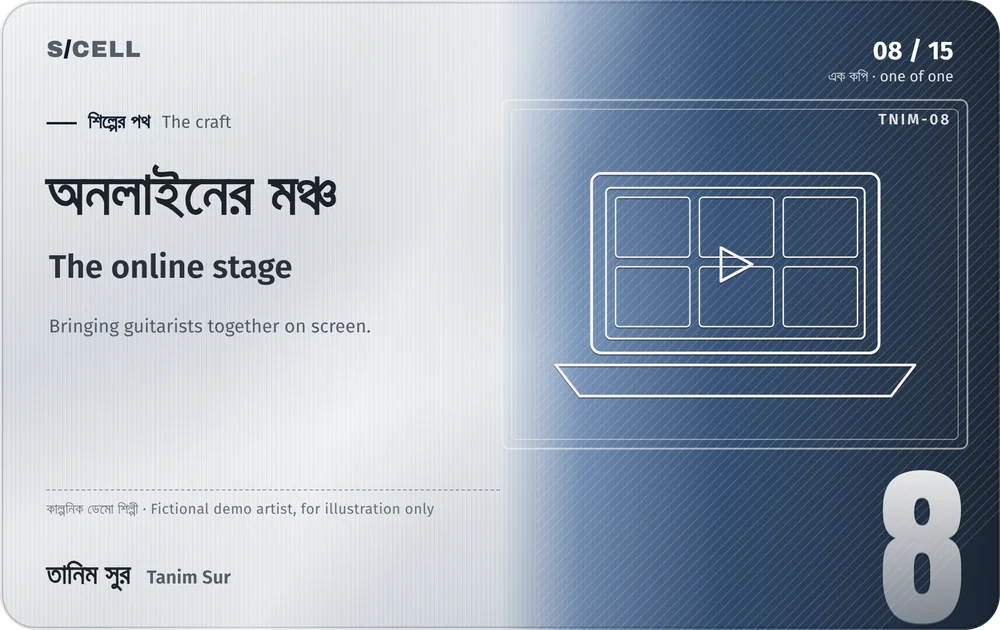 S/CELL
08 / 15
এক কপি · one of one
শিল্পের পথ The craft
TNIM-08
অনলাইনের মঞ্চ
The online stage
Bringing guitarists together on screen.
কাল্পনিক ডেমো শিল্পী · Fictional demo artist, for illustration only
তানিম সুর Tanim Sur
8